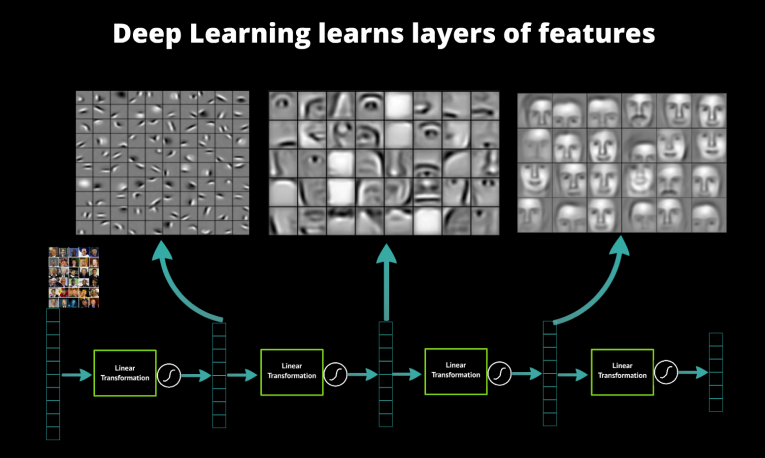 Deep Learning learns layers of features
Linear
Transformation
Linear
Transformation
Linear
Transformation
Linear
Transformation